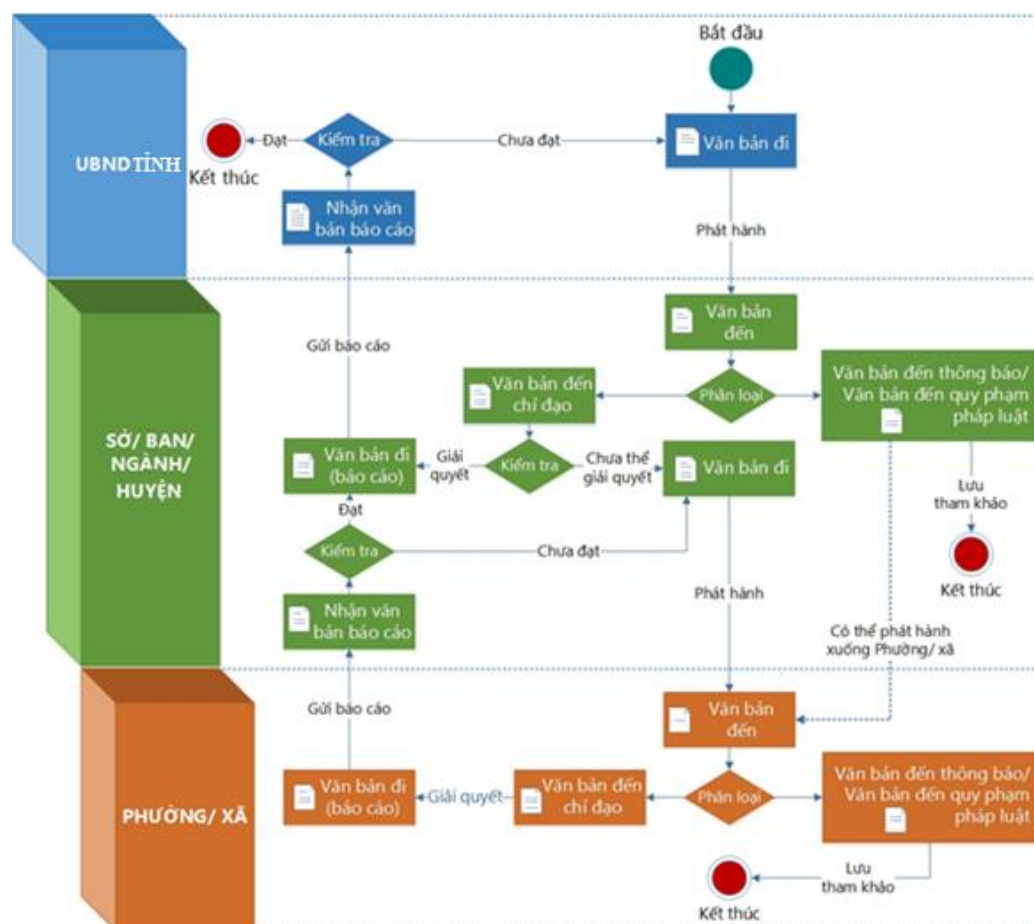 Bắt đầu
UBND TỈNH
Kết thúc
Đạt
Kiểm tra
Chưa đạt
Văn bản đi
Nhận văn
bản báo cáo
Phát hành
SỞ/ BAN/
NGÀNH/
HUYỆN
Gửi báo cáo
Văn bản
đến
Văn bản đến
chỉ đạo
Phân loại
Văn bản đến thông báo/
Văn bản đến quy phạm
pháp luật
Văn bản đi
(báo cáo)
Giải
quyết
Kiểm tra
Chưa thể
giải quyết
Văn bản đi
Lưu
tham khảo
Đạt
Kiểm tra
Chưa đạt
Kết thúc
Nhận văn
bản báo cáo
Phát hành
Có thể phát hành
xuống Phường/ xã
PHƯỜNG/ XÃ
Gửi báo cáo
Văn bản
đến
Văn bản đi
(báo cáo)
Giải quyết
Văn bản đến
chỉ đạo
Phân loại
Văn bản đến thông báo/
Văn bản đến quy phạm
pháp luật
Lưu
tham khảo
Kết thúc